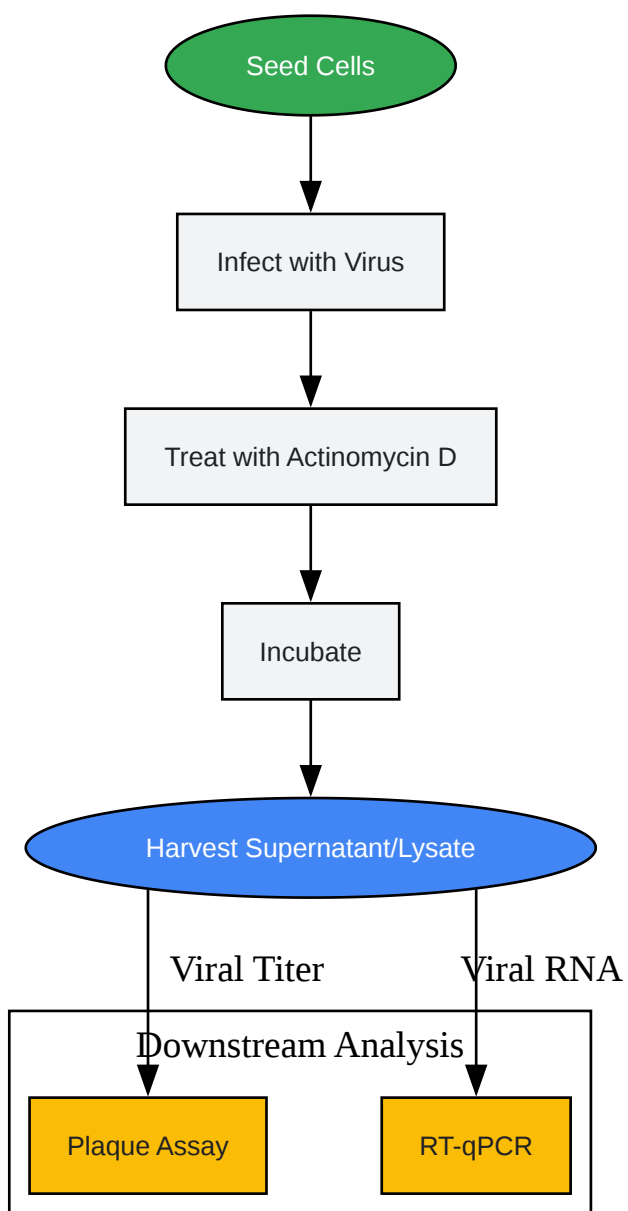 Seed Cells
Infect with Virus
Treat with Actinomycin D
Incubate
Harvest Supernatant/Lysate
Viral Titer
Viral RNA
Downstream Analysis
Plaque Assay
RT-qPCR